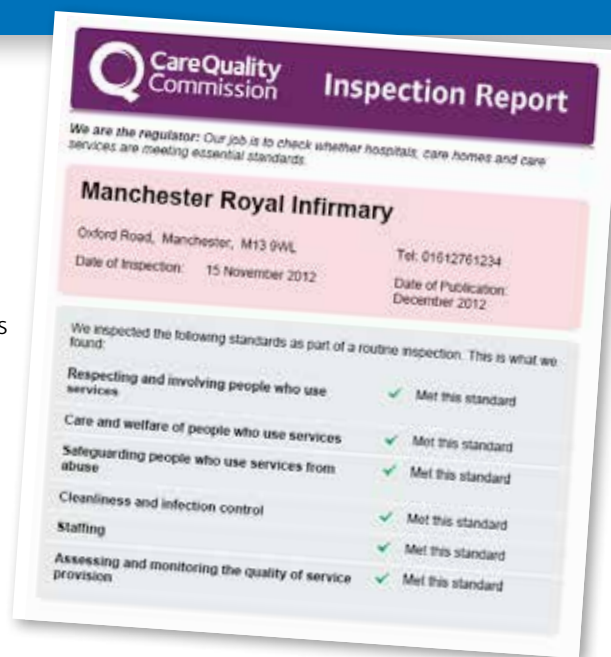 CareQuality
Commission
Inspection Report
We are the regulator: Our job is to check whether hospitals, care homes and care
services are meeting essential standards.
Manchester Royal Infirmary
Oxford Road, Manchester, M13 9WL
Tel: 01612761234
Date of Inspection: 15 November 2012
Date of Publication:
December 2012
s
We inspected the following standards as part of a routine inspection. This is what we
found:
Respecting and involving people who use
services
✓ Met this standard
Care and welfare of people who use services
✓ Met this standard
Safeguarding people who use services from
abuse
✓ Met this standard
Cleanliness and infection control
✓ Met this standard
Staffing
✓ Met this standard
Assessing and monitoring the quality of service
provision
✓ Met this standard